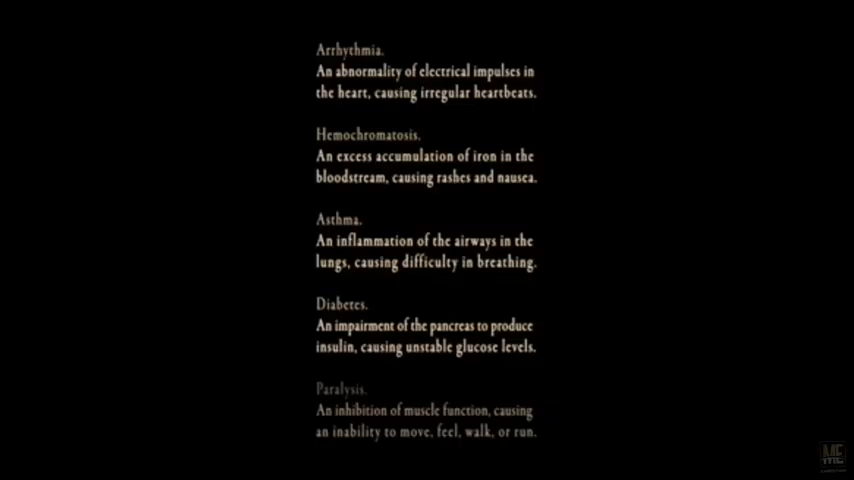 Arrhythmia.
An abnormality of electrical impulses in
the heart, causing irregular heartbeats.
Hemochromatosis.
An excess accumulation of iron in the
bloodstream, causing rashes and nausea.
Asthma.
An inflammation of the airways in the
lungs, causing difficulty in breathing.
Diabetes.
An impairment of the pancreas to produce
insulin, causing unstable glucose levels.
Paralysis.
An inhibition of muscle function, causing
an inability to move, feel, walk, or run.